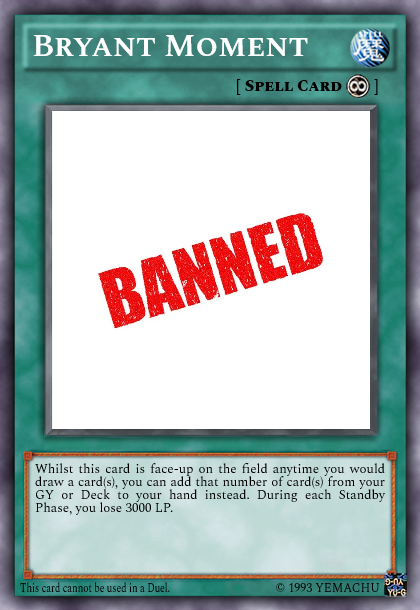 BRYANT MOMENT
魔
[ SPELL CARD ]
BANNED
Whilst this card is face-up on the field anytime you would
draw a card(s), you can add that number of card(s) from your
GY or Deck to your hand instead. During each Standby
Phase, you lose 3000 LP.
This card cannot be used in a Duel.
© 1993 YEMACHU